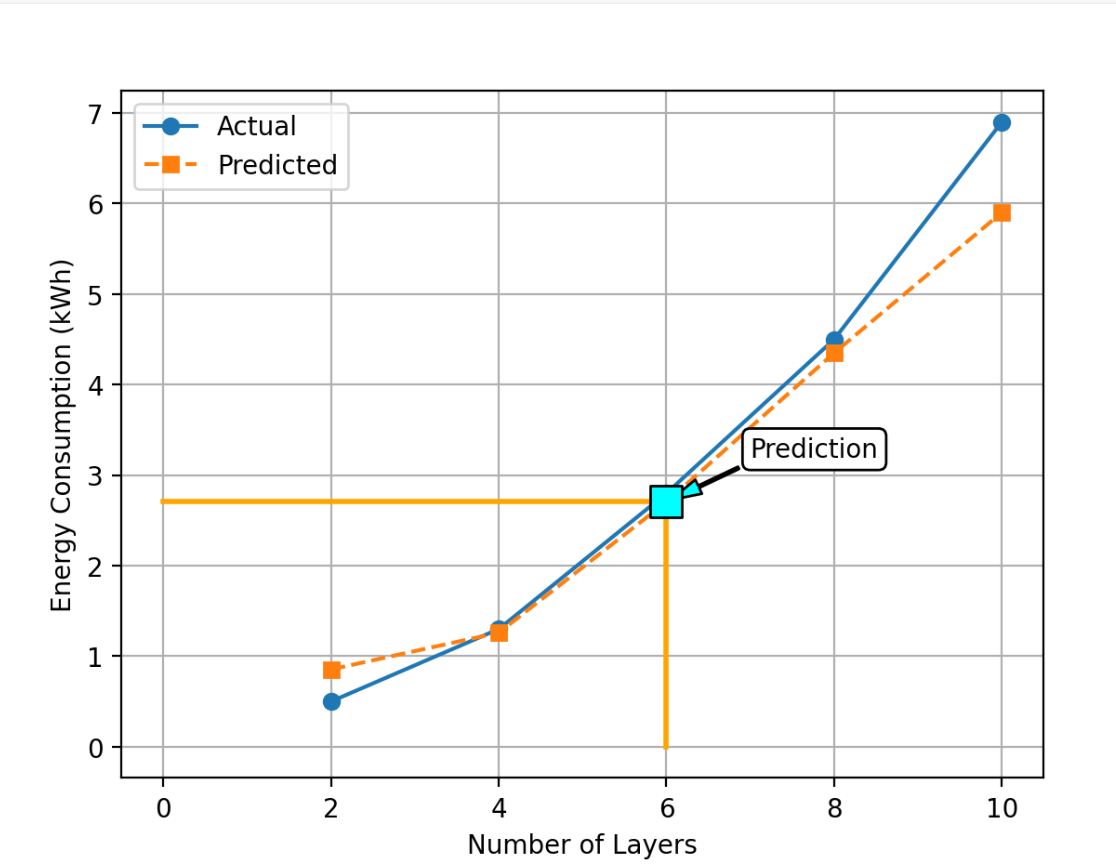 Actual
Predicted
7
6
5
4
3
2
1
0
Energy Consumption (kWh)
Prediction
0 2 4 6 8 10
Number of Layers